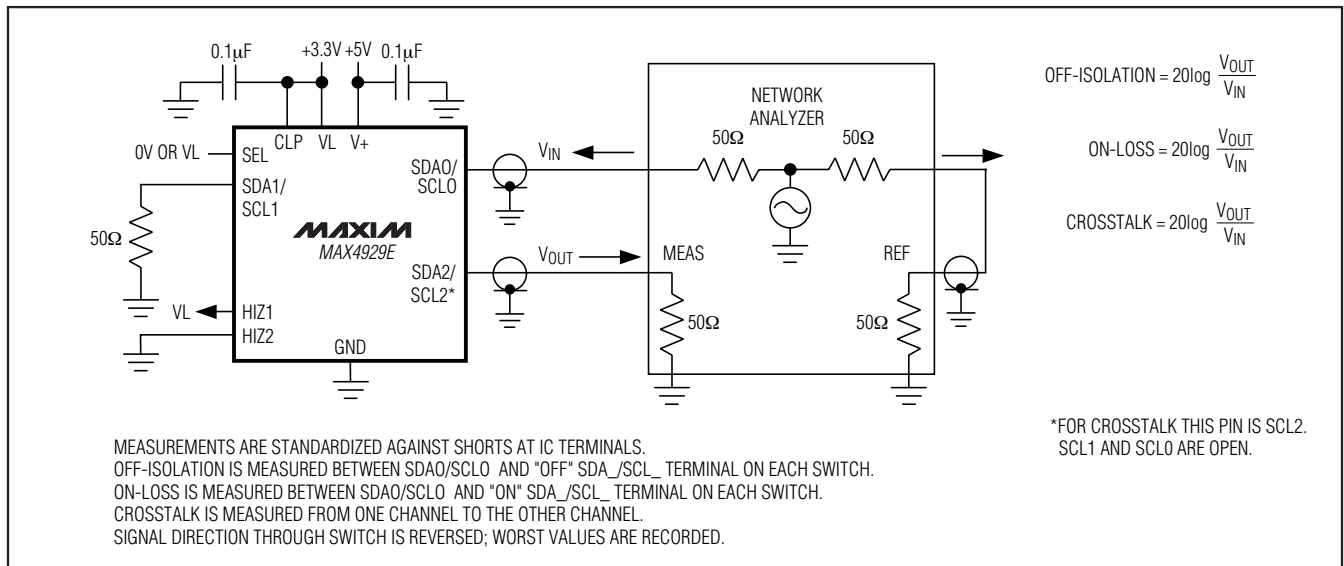 0.1µF
+3.3V +5V
0.1µF
CLP VL V+
0V OR VL
SEL
SDA1/
SCL1
50Ω
MAXIM
MAX4929E
VL
HIZ1
HIZ2
GND
SDA0/
SCL0
SDA2/
SCL2*
VIN
VOUT
NETWORK
ANALYZER
50Ω
50Ω
MEAS
REF
50Ω
50Ω
OFF-ISOLATION = 20log VOUT
VIN
ON-LOSS = 20log VOUT
VIN
CROSSTALK = 20log VOUT
VIN
*FOR CROSSTALK THIS PIN IS SCL2.
SCL1 AND SCL0 ARE OPEN.
MEASUREMENTS ARE STANDARDIZED AGAINST SHORTS AT IC TERMINALS.
OFF-ISOLATION IS MEASURED BETWEEN SDA0/SCL0 AND "OFF" SDA_/SCL_ TERMINAL ON EACH SWITCH.
ON-LOSS IS MEASURED BETWEEN SDA0/SCL0 AND "ON" SDA_/SCL_ TERMINAL ON EACH SWITCH.
CROSSTALK IS MEASURED FROM ONE CHANNEL TO THE OTHER CHANNEL.
SIGNAL DIRECTION THROUGH SWITCH IS REVERSED; WORST VALUES ARE RECORDED.